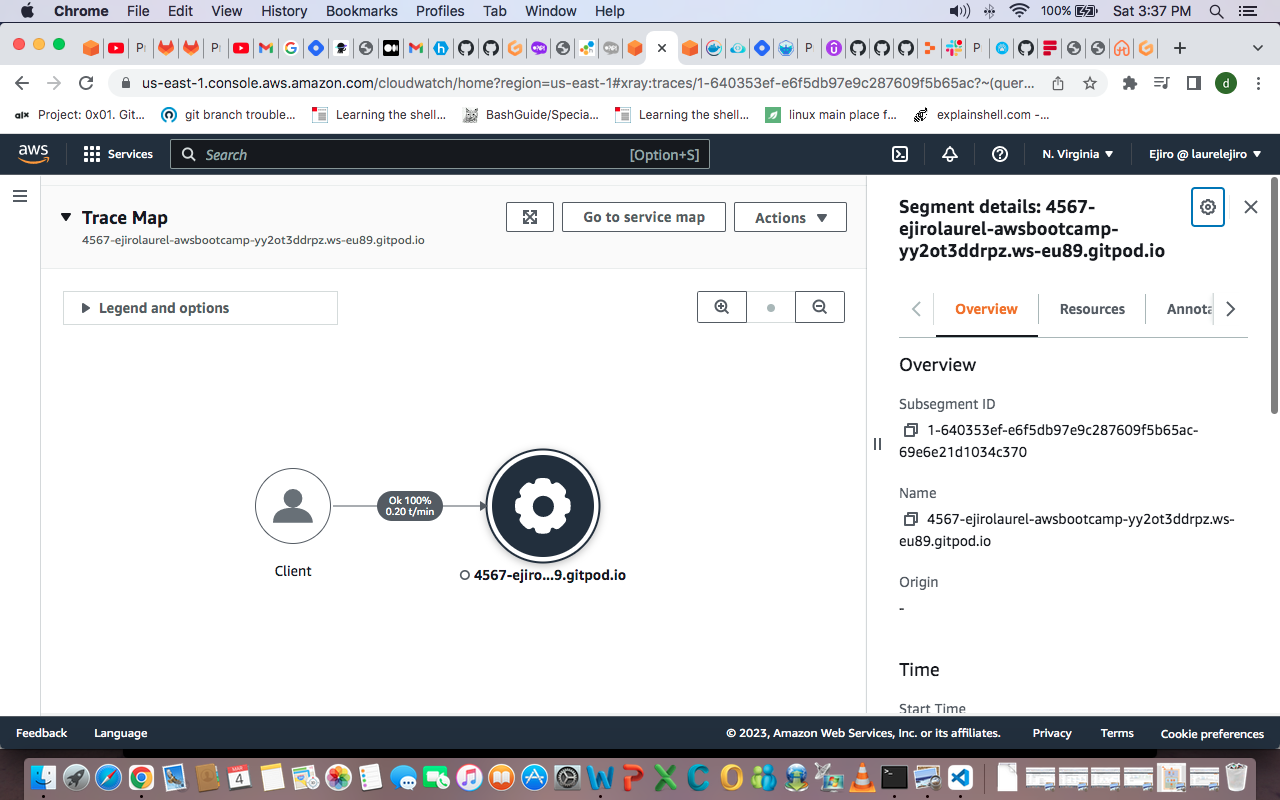 Chrome File Edit View History Bookmarks Profiles Tab Window Help 100% Sat 3:37 PM
us-east-1.console.aws.amazon.com/cloudwatch/home?region=us-east-1#xray:traces/1-640353ef-e6f5db97e9c287609f5b65ac?~(quer... d
Project: 0x01. Git... git branch trouble... Learning the shell... BashGuide/Specia... Learning the shell... linux main place f... explainshell.com -...
aws Services Search [Option+S] N. Virginia Ejiro @ laurelejiro
Trace Map
4567-ejirolaurel-awsbootcamp-yy2ot3ddrpz.ws-eu89.gitpod.io
Go to service map Actions
Legend and options
Ok 100%
0.20 t/min
Client
4567-ejiro...9.gitpod.io
Segment details: 4567-
ejirolaurel-awsbootcamp-
yy2ot3ddrpz.ws-eu89.gitpod.io
Overview Resources Annota
Overview
Subsegment ID
1-640353ef-e6f5db97e9c287609f5b65ac-
69e6e21d1034c370
Name
4567-ejirolaurel-awsbootcamp-yy2ot3ddrpz.ws-
eu89.gitpod.io
Origin
-
Time
Start Time
Feedback Language © 2023, Amazon Web Services, Inc. or its affiliates. Privacy Terms Cookie preferences
MAR
4